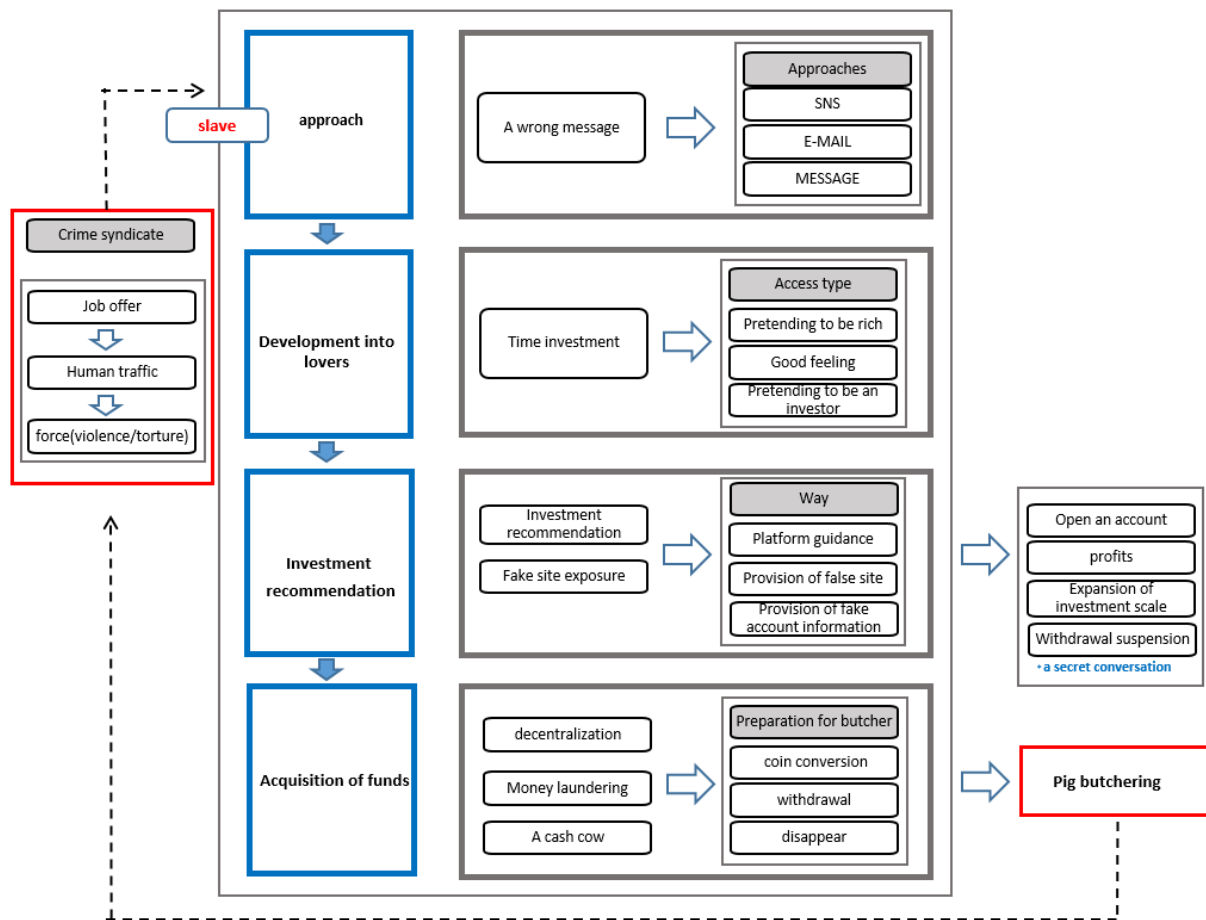 slave
approach
A wrong message
Approaches
SNS
E-MAIL
MESSAGE
Crime syndicate
Job offer
Human traffic
force(violence/torture)
Development into
lovers
Time investment
Access type
Pretending to be rich
Good feeling
Pretending to be an
investor
Investment
recommendation
Investment
recommendation
Fake site exposure
Way
Platform guidance
Provision of false site
Provision of fake
account information
Open an account
profits
Expansion of
investment scale
Withdrawal suspension
• a secret conversation
Acquisition of funds
decentralization
Money laundering
A cash cow
Preparation for butcher
coin conversion
withdrawal
disappear
Pig butchering